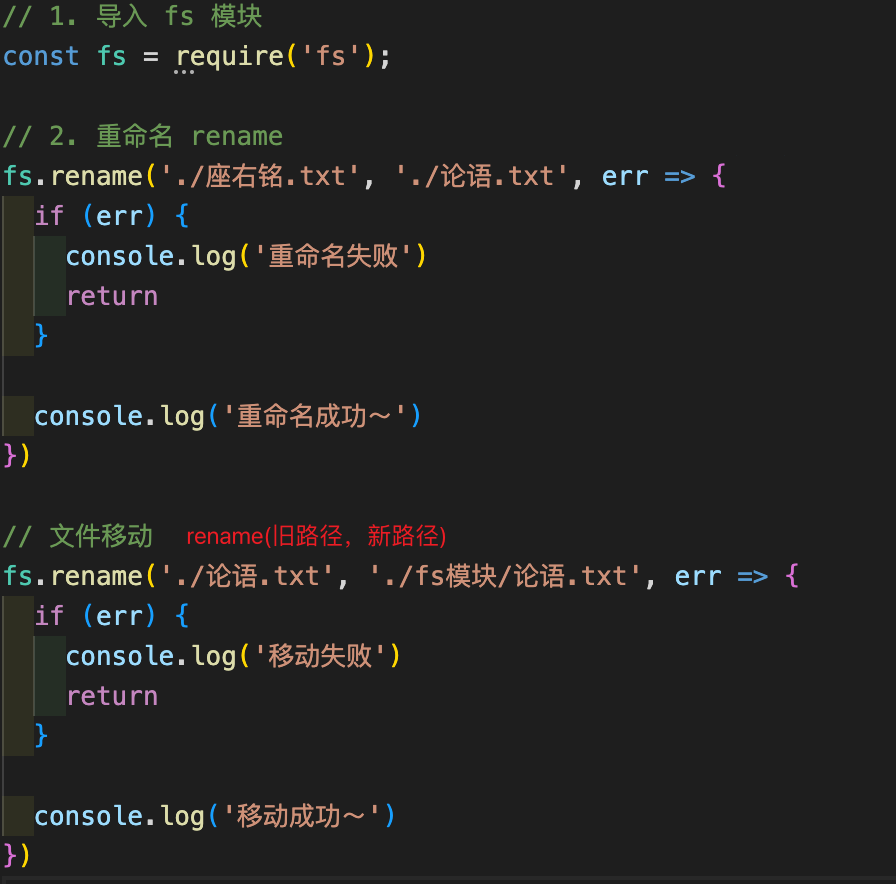 // 1. 导入 fs 模块
const fs = require('fs');
// 2. 重命名 rename
fs.rename('./座右铭.txt', './论语.txt', err => {
if (err) {
console.log('重命名失败')
return
}
console.log('重命名成功～')
})
// 文件移动 rename(旧路径，新路径)
fs.rename('./论语.txt', './fs模块/论语.txt', err => {
if (err) {
console.log('移动失败')
return
}
console.log('移动成功～')
})